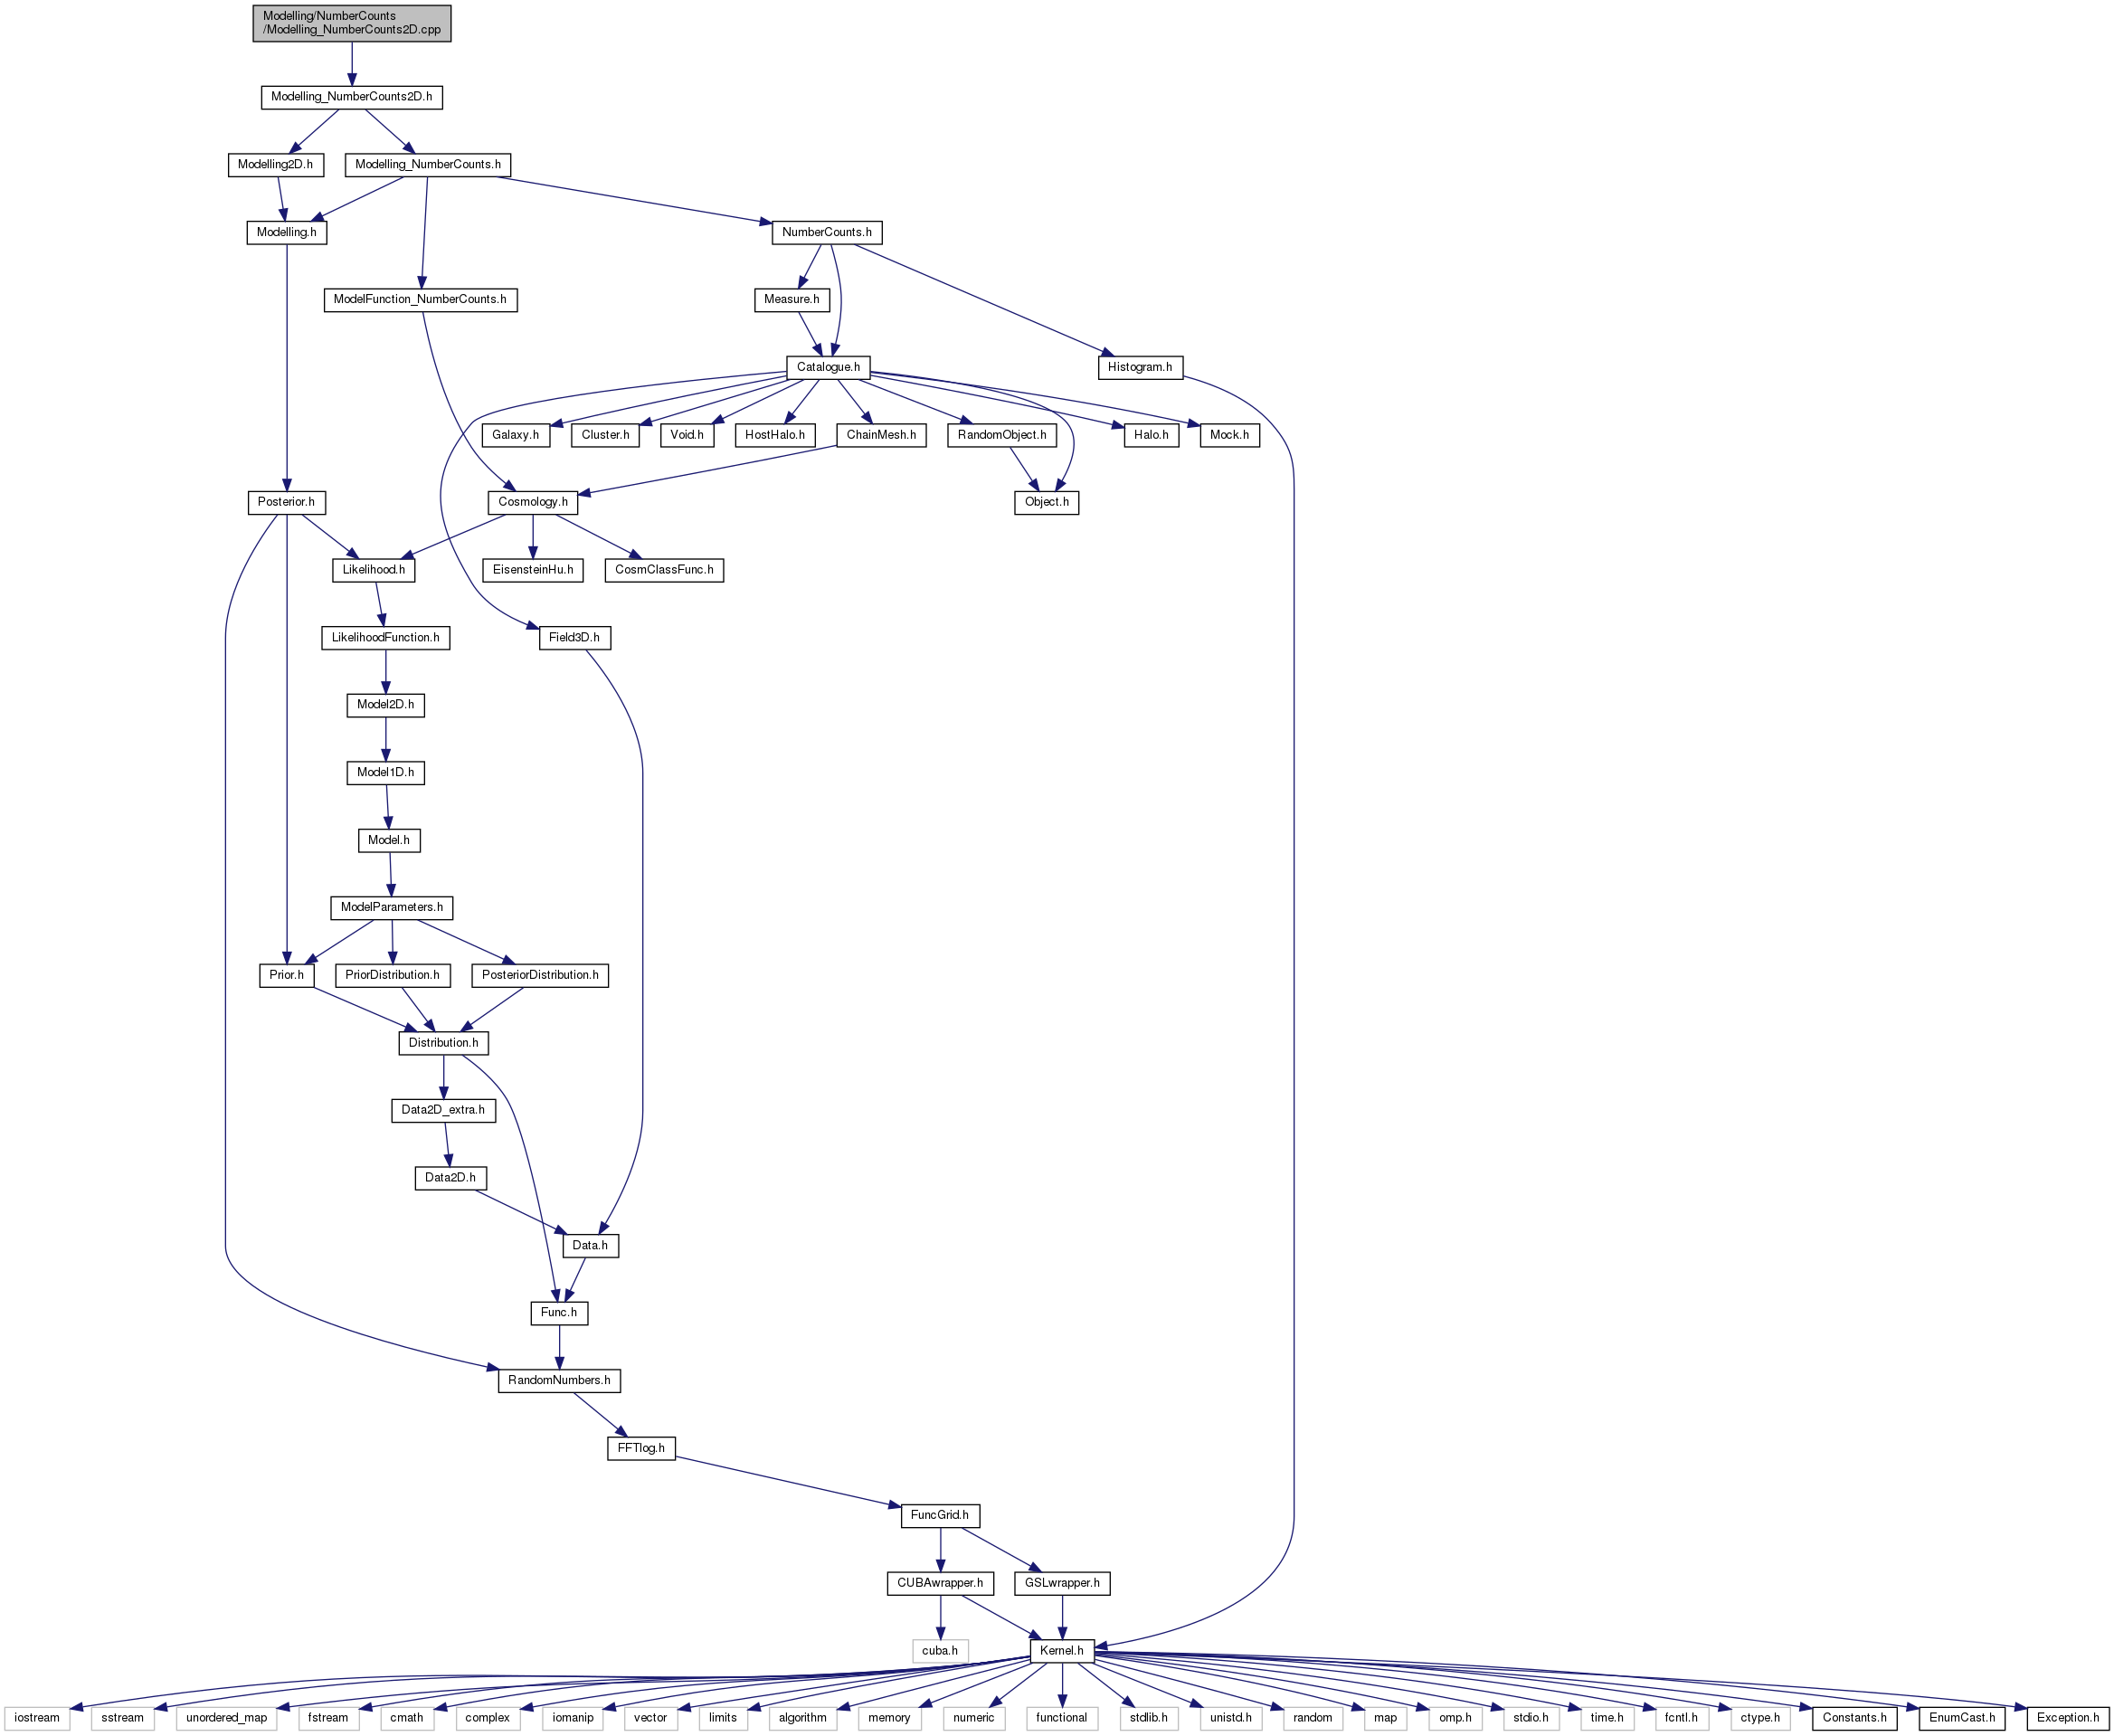 Modelling/NumberCounts
/Modelling_NumberCounts2D.cpp
Modelling_NumberCounts2D.h
Modelling2D.h
Modelling_NumberCounts.h
Modelling.h
NumberCounts.h
ModelFunction_NumberCounts.h
Measure.h
Catalogue.h
Histogram.h
Galaxy.h
Cluster.h
Void.h
HostHalo.h
ChainMesh.h
RandomObject.h
Halo.h
Mock.h
Posterior.h
Cosmology.h
Object.h
Likelihood.h
EisensteinHu.h
CosmClassFunc.h
LikelihoodFunction.h
Field3D.h
Model2D.h
Model1D.h
Model.h
ModelParameters.h
Prior.h
PriorDistribution.h
PosteriorDistribution.h
Distribution.h
Data2D_extra.h
Data2D.h
Data.h
Func.h
RandomNumbers.h
FFTlog.h
FuncGrid.h
CUBAwrapper.h
GSLwrapper.h
cuba.h
Kernel.h
iostream
sstream
unordered_map
fstream
cmath
complex
iomanip
vector
limits
algorithm
memory
numeric
functional
stdlib.h
unistd.h
random
map
omp.h
stdio.h
time.h
fcntl.h
ctype.h
Constants.h
EnumCast.h
Exception.h